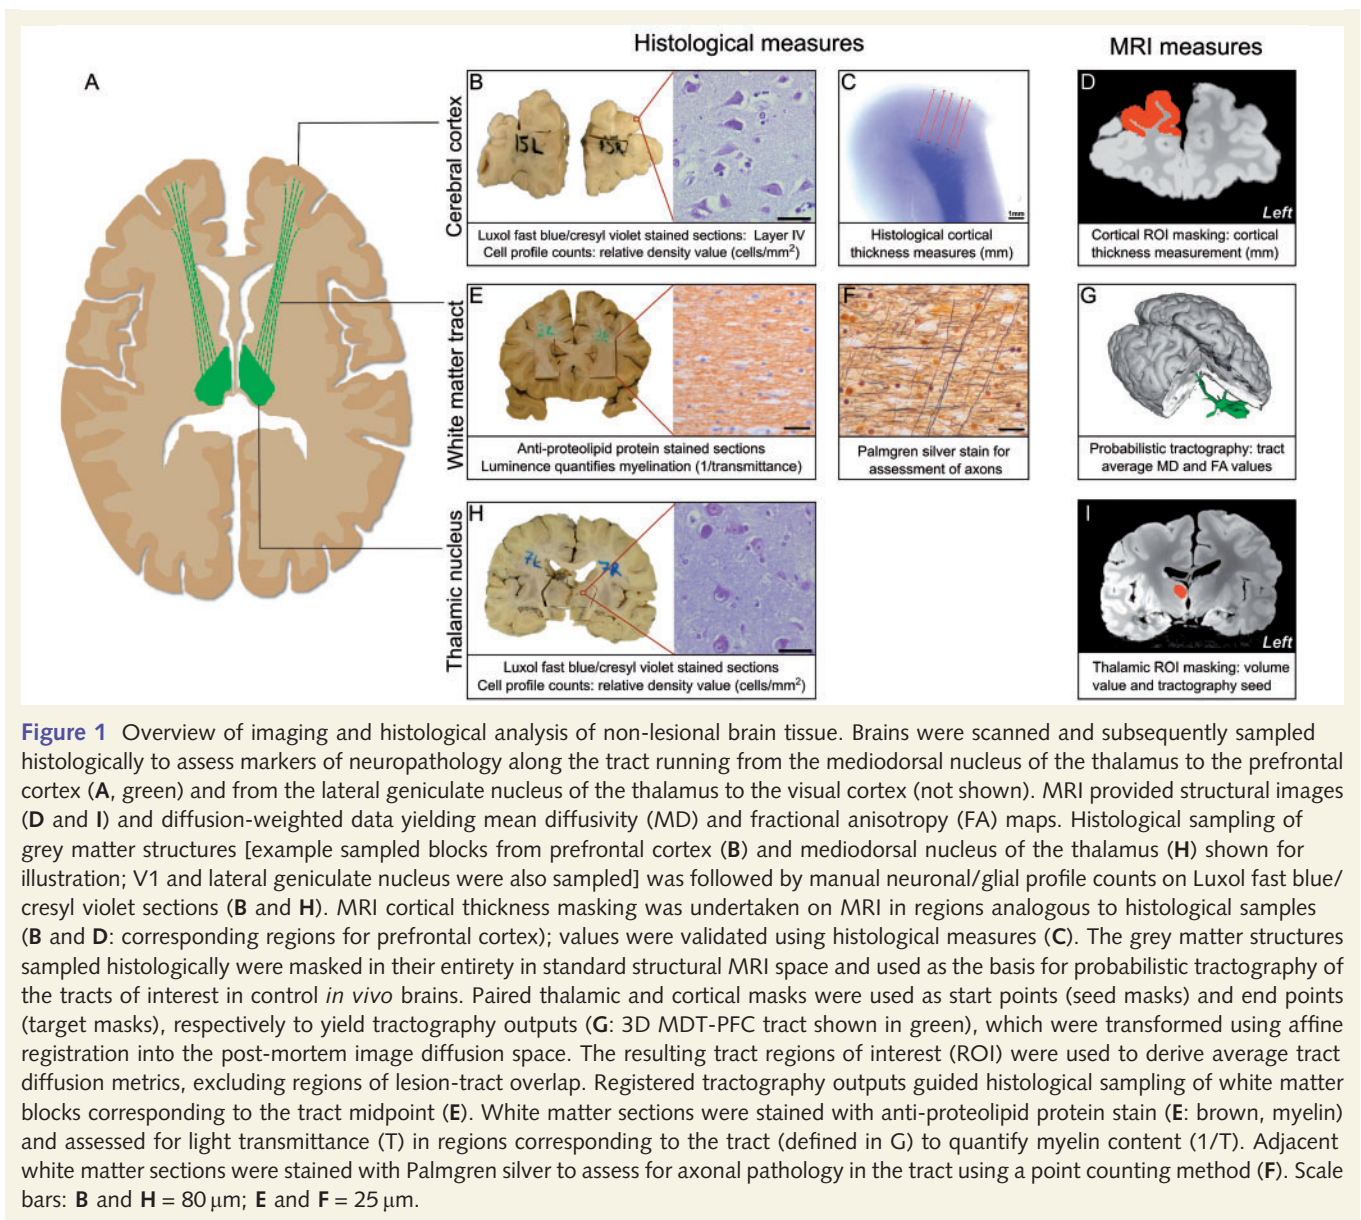 Histological measures
MRI measures
A
Cerebral cortex
B
15L
Luxol fast blue/cresyl violet stained sections: Layer IV
Cell profile counts: relative density value (cells/mm²)
C
1mm
Histological cortical
thickness measures (mm)
D
Left
Cortical ROI masking: cortical
thickness measurement (mm)
White matter tract
E
Anti-proteolipid protein stained sections
Luminence quantifies myelination (1/transmittance)
F
Palmgren silver stain for
assessment of axons
G
Probabilistic tractography: tract
average MD and FA values
Thalamic nucleus
H
7L
7R
Luxol fast blue/cresyl violet stained sections
Cell profile counts: relative density value (cells/mm²)
I
Left
Thalamic ROI masking: volume
value and tractography seed
Figure 1 Overview of imaging and histological analysis of non-lesional brain tissue. Brains were scanned and subsequently sampled
histologically to assess markers of neuropathology along the tract running from the mediodorsal nucleus of the thalamus to the prefrontal
cortex (A, green) and from the lateral geniculate nucleus of the thalamus to the visual cortex (not shown). MRI provided structural images
(D and I) and diffusion-weighted data yielding mean diffusivity (MD) and fractional anisotropy (FA) maps. Histological sampling of
grey matter structures [example sampled blocks from prefrontal cortex (B) and mediodorsal nucleus of the thalamus (H) shown for
illustration; V1 and lateral geniculate nucleus were also sampled] was followed by manual neuronal/glial profile counts on Luxol fast blue/
cresyl violet sections (B and H). MRI cortical thickness masking was undertaken on MRI in regions analogous to histological samples
(B and D: corresponding regions for prefrontal cortex); values were validated using histological measures (C). The grey matter structures
sampled histologically were masked in their entirety in standard structural MRI space and used as the basis for probabilistic tractography of
the tracts of interest in control in vivo brains. Paired thalamic and cortical masks were used as start points (seed masks) and end points
(target masks), respectively to yield tractography outputs (G: 3D MDT-PFC tract shown in green), which were transformed using affine
registration into the post-mortem image diffusion space. The resulting tract regions of interest (ROI) were used to derive average tract
diffusion metrics, excluding regions of lesion-tract overlap. Registered tractography outputs guided histological sampling of white matter
blocks corresponding to the tract midpoint (E). White matter sections were stained with anti-proteolipid protein stain (E: brown, myelin)
and assessed for light transmittance (T) in regions corresponding to the tract (defined in G) to quantify myelin content (1/T). Adjacent
white matter sections were stained with Palmgren silver to assess for axonal pathology in the tract using a point counting method (F). Scale
bars: B and H = 80 μm; E and F = 25 μm.